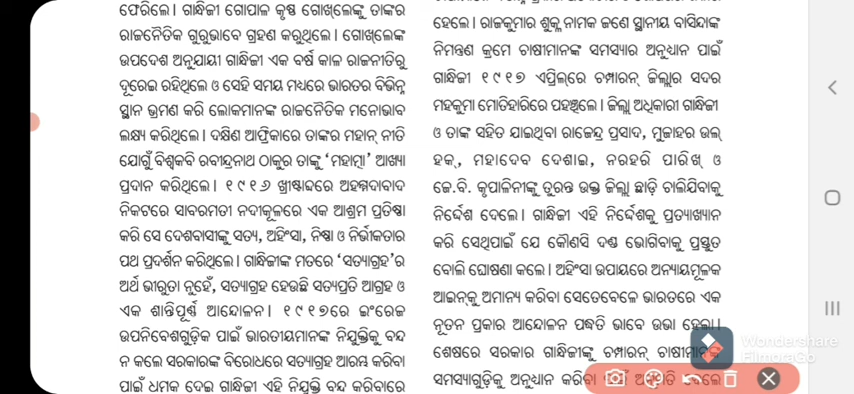 ଫେରିଲେ। ଗାନ୍ଧିଜୀ ଗୋପାଳ କୃଷ୍ଣ ଗୋଖ୍‌ଲେଙ୍କୁ ତାଙ୍କର
ରାଜନୈତିକ ଗୁରୁଭାବେ ଗ୍ରହଣ କରୁଥିଲେ। ଗୋଖ୍‌ଲେଙ୍କ
ଉପଦେଶ ଅନୁଯାୟୀ ଗାନ୍ଧିଜୀ ଏକ ବର୍ଷ କାଳ ରାଜନୀତିରୁ
ଦୂରେଇ ରହିଥିଲେ ଓ ସେହି ସମୟ ମଧ୍ୟରେ ଭାରତର ବିଭିନ୍ନ
ସ୍ଥାନ ଭ୍ରମଣ କରି ଲୋକମାନଙ୍କ ରାଜନୈତିକ ମନୋଭାବ
ଲକ୍ଷ୍ୟ କରିଥିଲେ। ଦକ୍ଷିଣ ଆଫ୍ରିକାରେ ତାଙ୍କର ମହାନ୍ ନୀତି
ଯୋଗୁଁ ବିଶ୍ୱକବି ରବୀନ୍ଦ୍ରନାଥ ଠାକୁର ତାଙ୍କୁ ‘ମହାତ୍ମା’ ଆଖ୍ୟା
ପ୍ରଦାନ କରିଥିଲେ। ୧୯୧୬ ଖ୍ରୀଷ୍ଟାବ୍ଦରେ ଅହମ୍ମଦାବାଦ
ନିକଟରେ ସାବରମତୀ ନଦୀକୂଳରେ ଏକ ଆଶ୍ରମ ପ୍ରତିଷ୍ଠା
କରି ସେ ଦେଶବାସୀଙ୍କୁ ସତ୍ୟ, ଅହିଂସା, ନିଷ୍ଠା ଓ ନିର୍ଭୀକତାର
ପଥ ପ୍ରଦର୍ଶନ କରିଥିଲେ। ଗାନ୍ଧିଜୀଙ୍କ ମତରେ ‘ସତ୍ୟାଗ୍ରହ’ର
ଅର୍ଥ ଭୀରୁତା ନୁହେଁ, ସତ୍ୟାଗ୍ରହ ହେଉଛି ସତ୍ୟପ୍ରତି ଆଗ୍ରହ ଓ
ଏକ ଶାନ୍ତିପୂର୍ଣ୍ଣ ଆନ୍ଦୋଳନ। ୧୯୧୭ରେ ଇଂରେଜ
ଉପନିବେଶଗୁଡ଼ିକ ପାଇଁ ଭାରତୀୟମାନଙ୍କ ନିଯୁକ୍ତିକୁ ବନ୍ଦ
ନ କଲେ ସରକାରଙ୍କ ବିରୋଧରେ ସତ୍ୟାଗ୍ରହ ଆରମ୍ଭ କରିବା
ପାଇଁ ଧମକ ଦେଇ ଗାନ୍ଧିଜୀ ଏହି ନିଯୁକ୍ତି ବନ୍ଦ କରିବାରେ
ହେଲେ। ରାଜକୁମାର ଶୁକ୍ଳ ନାମକ ଜଣେ ସ୍ଥାନୀୟ ବାସିନ୍ଦାଙ୍କ
ନିମନ୍ତ୍ରଣ କ୍ରମେ ଚାଷୀମାନଙ୍କ ସମସ୍ୟାର ଅନୁଧ୍ୟାନ ପାଇଁ
ଗାନ୍ଧିଜୀ ୧୯୧୭ ଏପ୍ରିଲ୍‌ରେ ଚମ୍ପାରନ୍ ଜିଲ୍ଲାର ସଦର
ମହକୁମା ମୋତିହାରିରେ ପହଞ୍ଚିଲେ। ଜିଲ୍ଲା ଅଧିକାରୀ ଗାନ୍ଧିଜୀ
ଓ ତାଙ୍କ ସହିତ ଯାଇଥିବା ରାଜେନ୍ଦ୍ର ପ୍ରସାଦ, ମୁଜାହର ଉଲ୍
ହକ୍, ମହାଦେବ ଦେଶାଇ, ନରହରି ପାରିଖ୍ ଓ
ଜେ.ବି. କୃପାଳିନୀଙ୍କୁ ତୁରନ୍ତ ଉକ୍ତ ଜିଲ୍ଲା ଛାଡ଼ି ଚାଲିଯିବାକୁ
ନିର୍ଦ୍ଦେଶ ଦେଲେ। ଗାନ୍ଧିଜୀ ଏହି ନିର୍ଦ୍ଦେଶକୁ ପ୍ରତ୍ୟାଖ୍ୟାନ
କରି ସେଥିପାଇଁ ଯେ କୌଣସି ଦଣ୍ଡ ଭୋଗିବାକୁ ପ୍ରସ୍ତୁତ
ବୋଲି ଘୋଷଣା କଲେ। ଅହିଂସା ଉପାୟରେ ଅନ୍ୟାୟମୂଳକ
ଆଇନ୍‌କୁ ଅମାନ୍ୟ କରିବା ସେତେବେଳେ ଭାରତରେ ଏକ
ନୂତନ ପ୍ରକାର ଆନ୍ଦୋଳନ ପଦ୍ଧତି ଭାବେ ଉଭା ହେଲା।
ଶେଷରେ ସରକାର ଗାନ୍ଧିଜୀଙ୍କୁ ଚମ୍ପାରନ୍ ଚାଷୀମାନଙ୍କ
ସମସ୍ୟାଗୁଡ଼ିକୁ ଅନୁଧ୍ୟାନ କରିବା
Wondershare
FilmoraGo